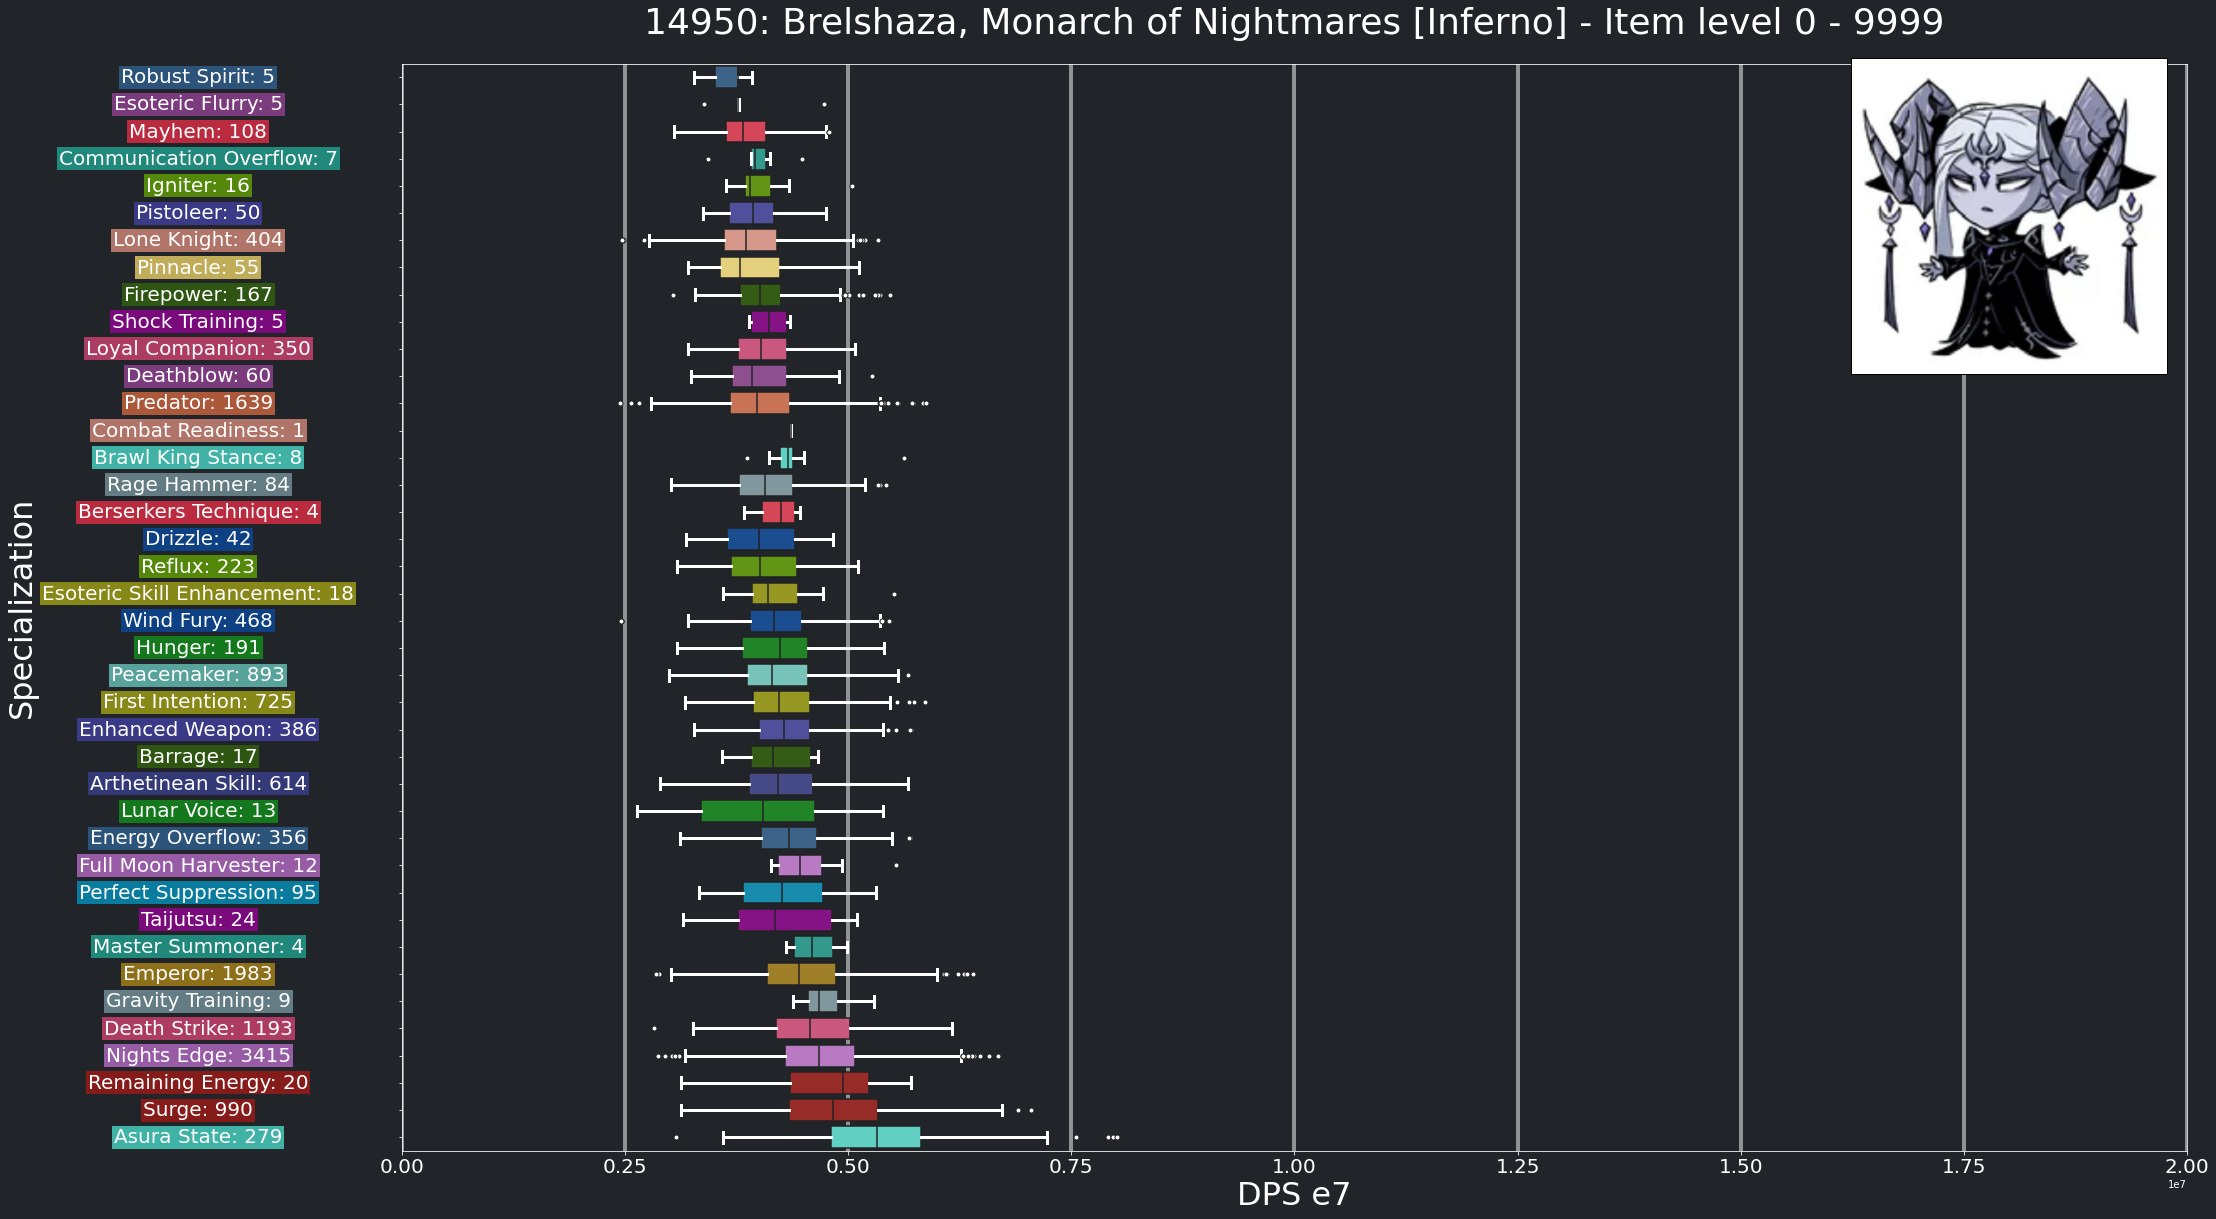 14950: Brelshaza, Monarch of Nightmares [Inferno] - Item level 0 - 9999
Specialization
Robust Spirit: 5
Esoteric Flurry: 5
Mayhem: 108
Communication Overflow: 7
Igniter: 16
Pistoleer: 50
Lone Knight: 404
Pinnacle: 55
Firepower: 167
Shock Training: 5
Loyal Companion: 350
Deathblow: 60
Predator: 1639
Combat Readiness: 1
Brawl King Stance: 8
Rage Hammer: 84
Berserkers Technique: 4
Drizzle: 42
Reflux: 223
Esoteric Skill Enhancement: 18
Wind Fury: 468
Hunger: 191
Peacemaker: 893
First Intention: 725
Enhanced Weapon: 386
Barrage: 17
Arthetinean Skill: 614
Lunar Voice: 13
Energy Overflow: 356
Full Moon Harvester: 12
Perfect Suppression: 95
Taijutsu: 24
Master Summoner: 4
Emperor: 1983
Gravity Training: 9
Death Strike: 1193
Nights Edge: 3415
Remaining Energy: 20
Surge: 990
Asura State: 279
0.00 0.25 0.50 0.75 1.00 1.25 1.50 1.75 2.00
1e7
DPS e7